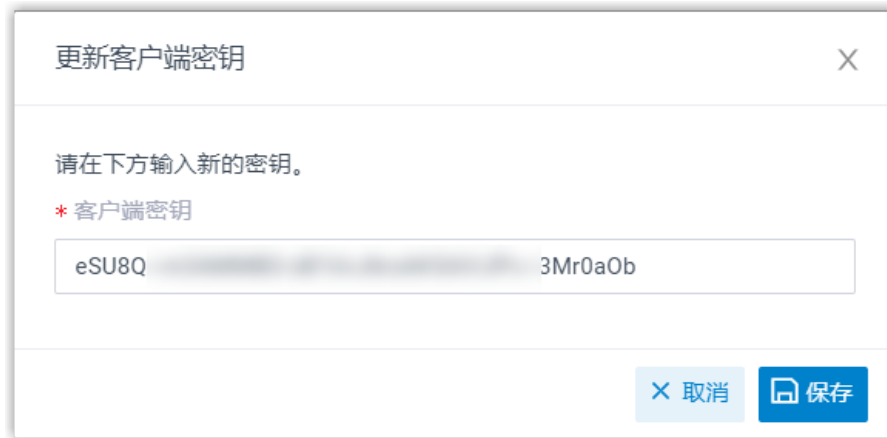 更新客户端密钥
请在下方输入新的密钥。
* 客户端密钥
eSU8Q 3Mr0aOb
取消
保存